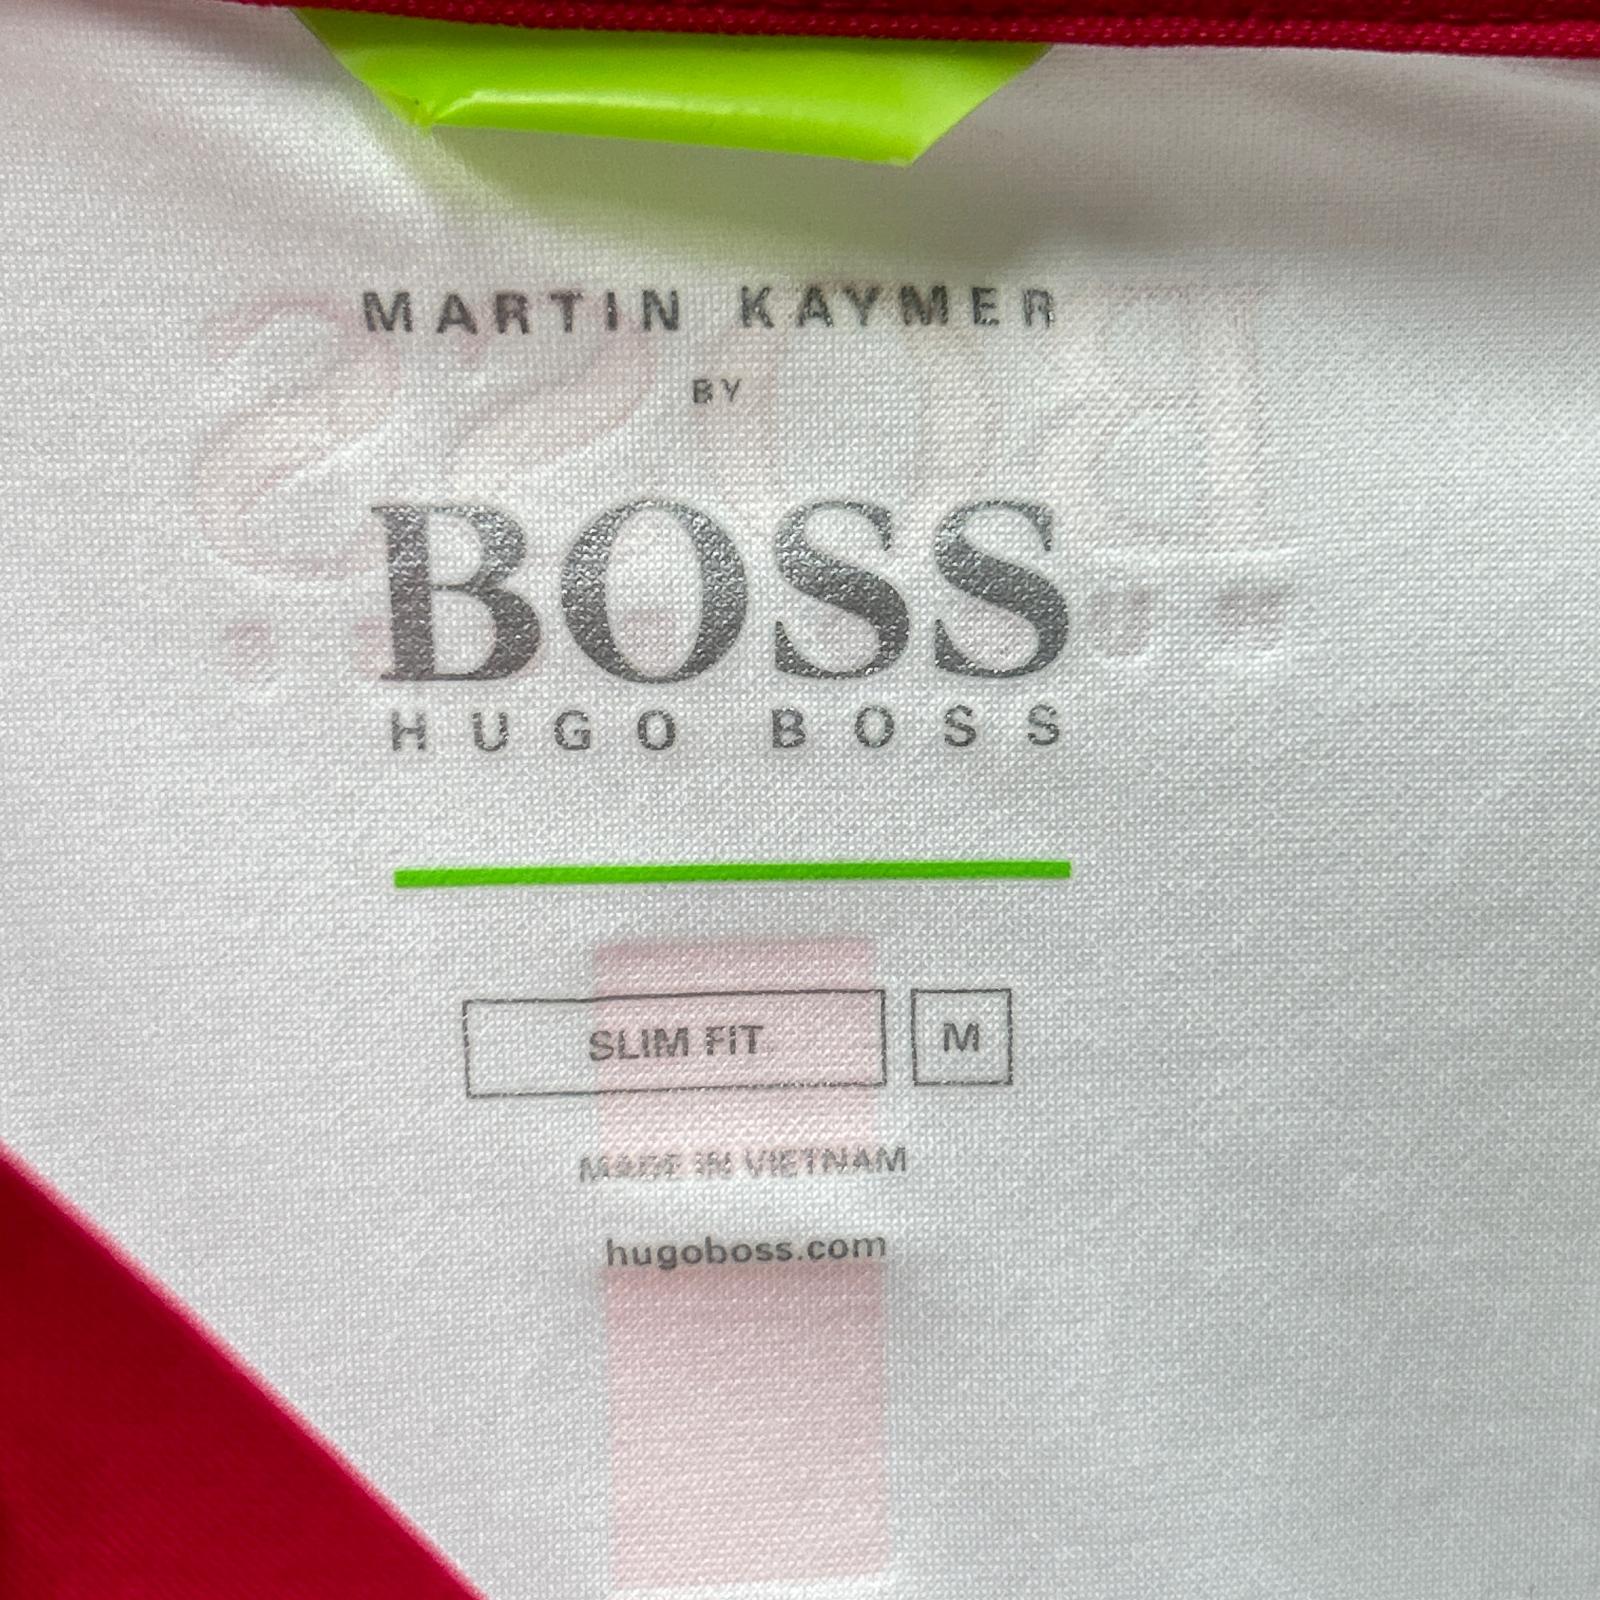 MARTIN KAYMER
BY
BOSS
HUGO BOSS
SLIM FIT
M
MADE IN VIETNAM
hugoboss.com